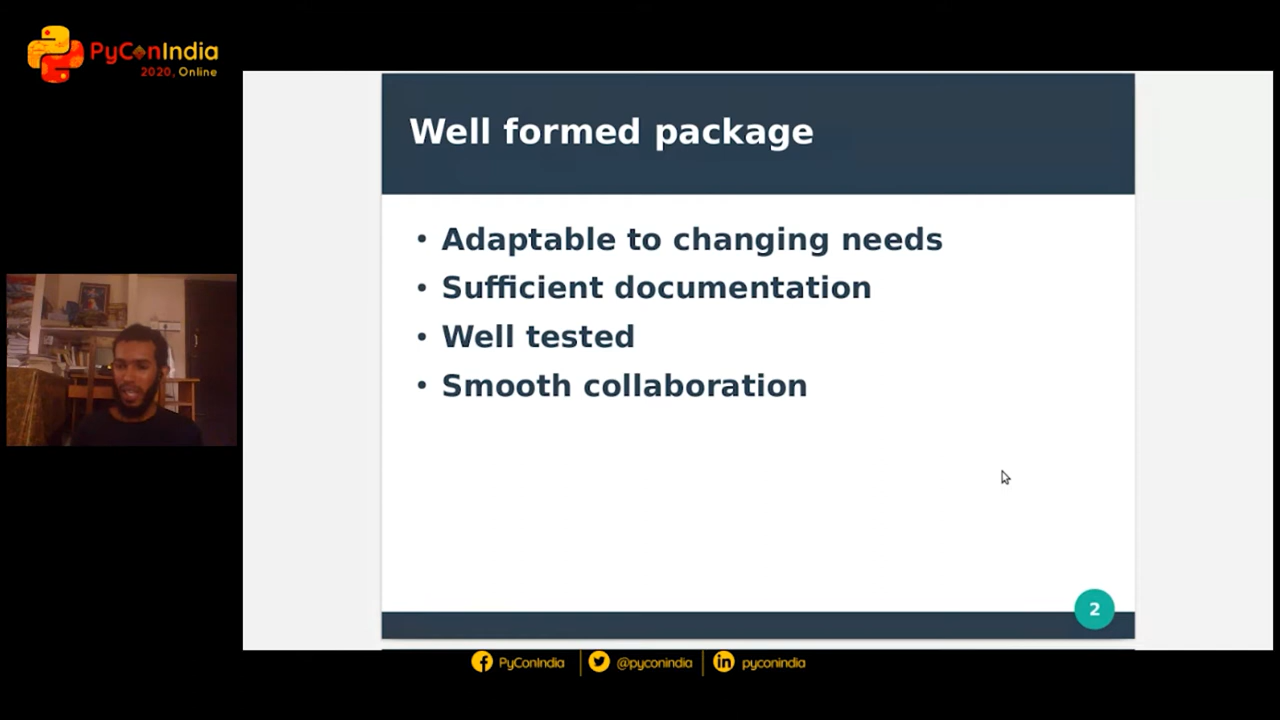 PyConIndia
2020, Online
Well formed package
• Adaptable to changing needs
• Sufficient documentation
• Well tested
• Smooth collaboration
2
PyConIndia
@pyconindia
pyconindia